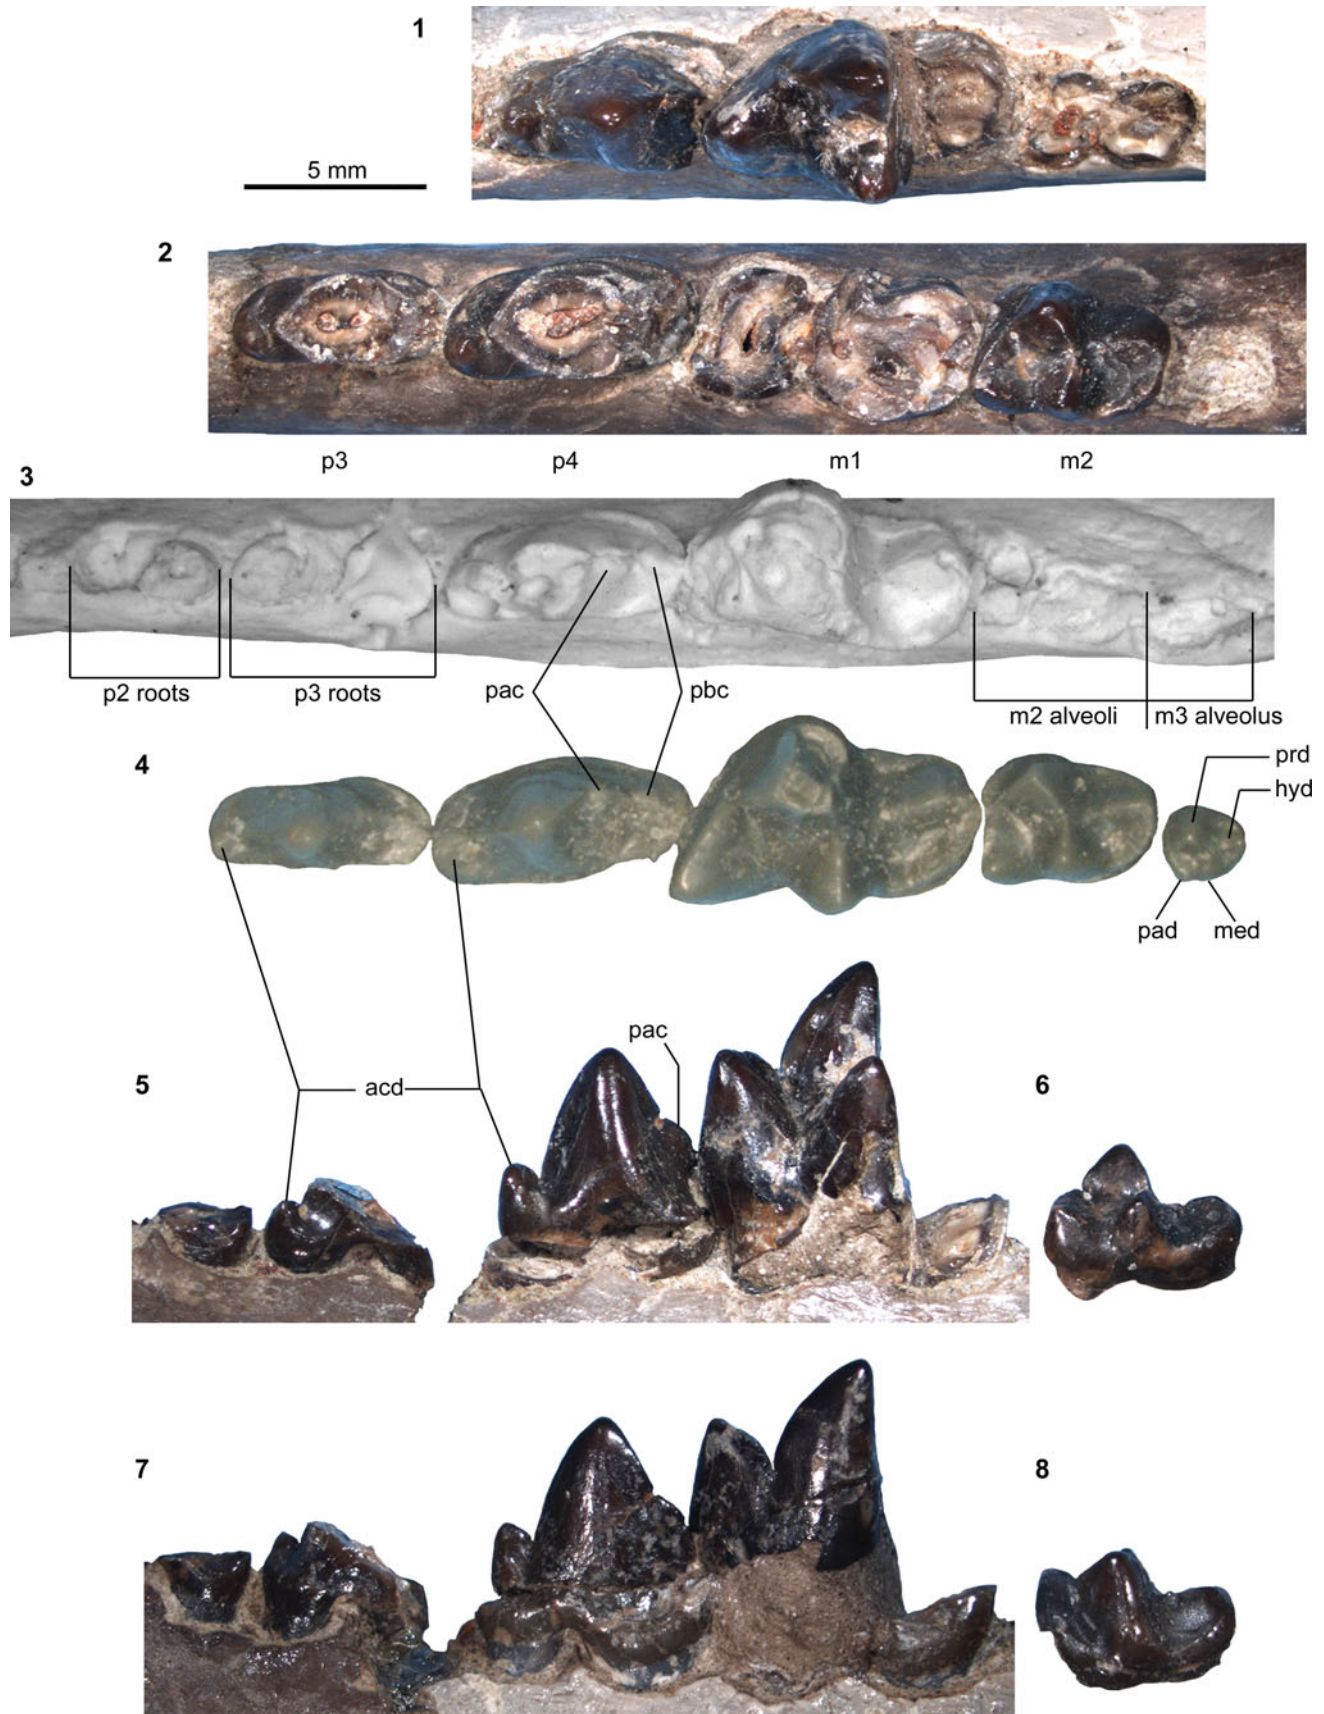 1
5 mm
2
p3 p4 m1 m2
3
p2 roots p3 roots pac pbc m2 alveoli m3 alveolus
4
prd
hyd
pad med
pac
5 acd 6
7 8